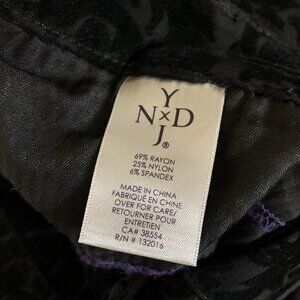 Y
N×D
J®
69% RAYON
25% NYLON
6% SPANDEX
MADE IN CHINA
FABRIQUÉ EN CHINE
OVER FOR CARE/
RETOURNER POUR
ENTRETIEN
CA# 38554
R/N # 132016